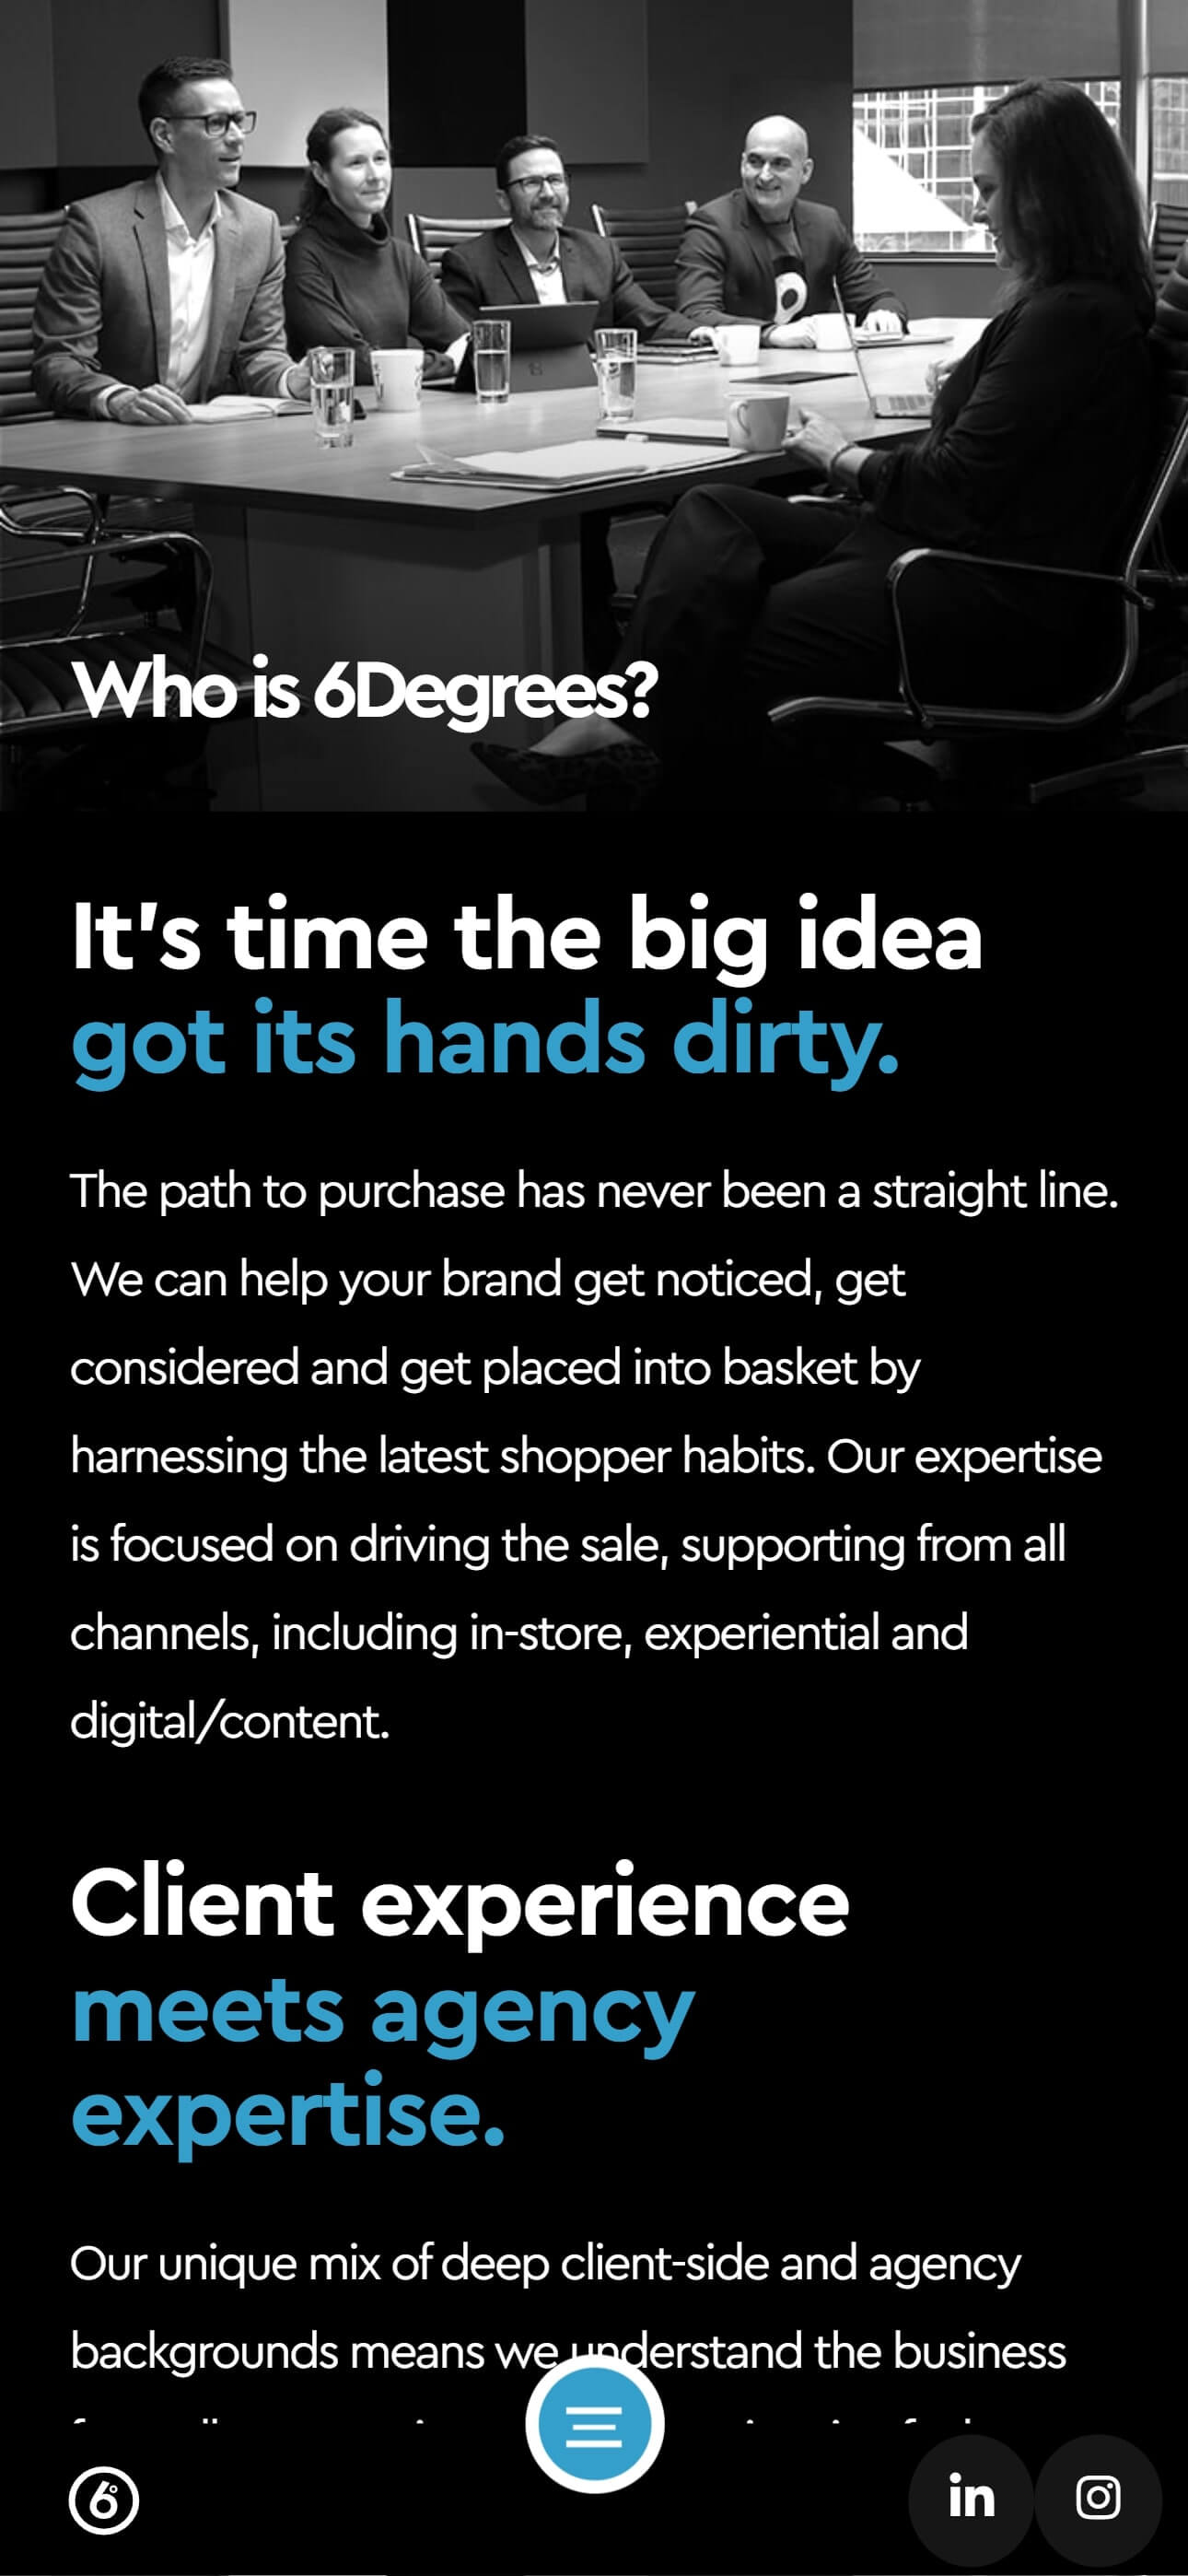 Who is 6Degrees?
It's time the big idea
got its hands dirty.
The path to purchase has never been a straight line.
We can help your brand get noticed, get
considered and get placed into basket by
harnessing the latest shopper habits. Our expertise
is focused on driving the sale, supporting from all
channels, including in-store, experiential and
digital/content.
Client experience
meets agency
expertise.
Our unique mix of deep client-side and agency
backgrounds means we understand the business
6°
in